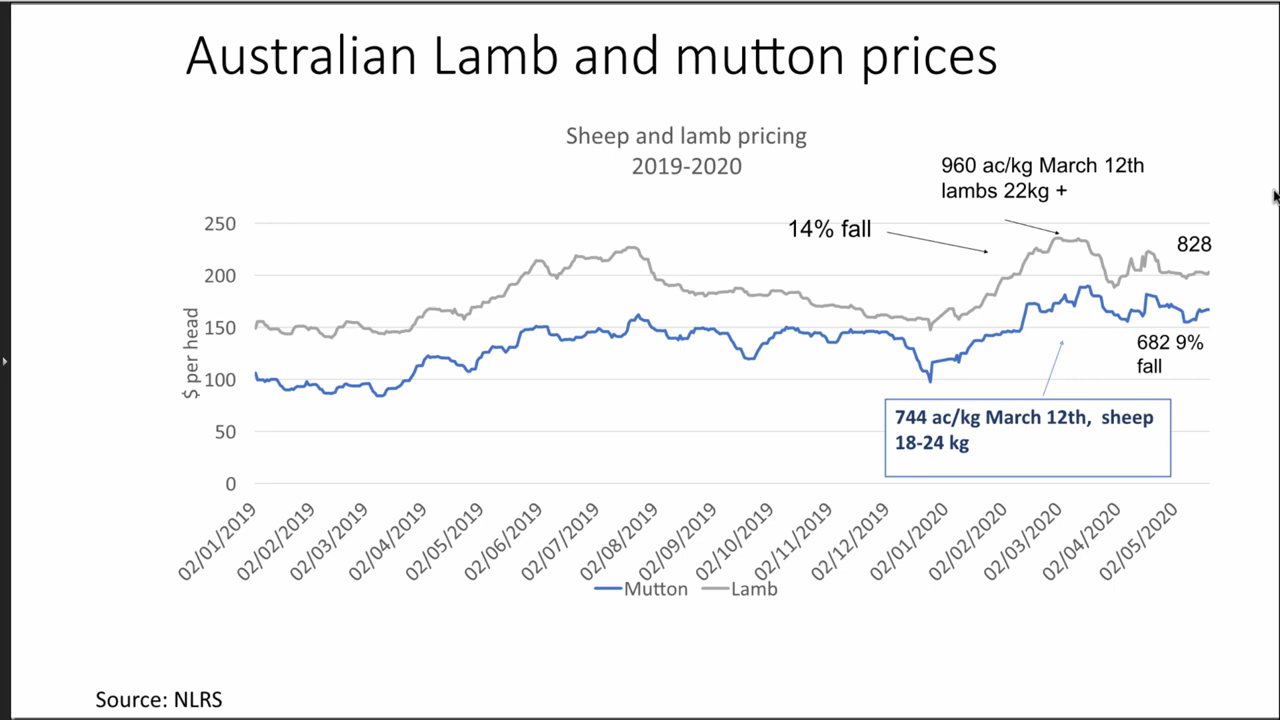 Australian Lamb and mutton prices
Sheep and lamb pricing
2019-2020
960 ac/kg March 12th
lambs 22kg +
14% fall
828
250
200
150
100
50
0
$ per head
682 9%
fall
744 ac/kg March 12th,  sheep
18-24 kg
02/01/2019
02/02/2019
02/03/2019
02/04/2019
02/05/2019
02/06/2019
02/07/2019
02/08/2019
02/09/2019
02/10/2019
02/11/2019
02/12/2019
02/01/2020
02/02/2020
02/03/2020
02/04/2020
02/05/2020
Mutton
Lamb
Source: NLRS